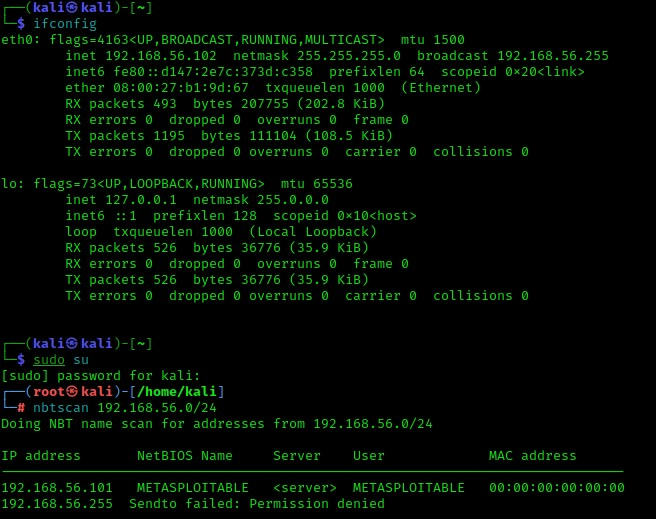 ┌──(kali㉿kali)-[~]
└─$ ifconfig
eth0: flags=4163<UP,BROADCAST,RUNNING,MULTICAST>  mtu 1500
        inet 192.168.56.102  netmask 255.255.255.0  broadcast 192.168.56.255
        inet6 fe80::d147:2e7c:373d:c358  prefixlen 64  scopeid 0×20<link>
        ether 08:00:27:b1:9d:67  txqueuelen 1000  (Ethernet)
        RX packets 493  bytes 207755 (202.8 KiB)
        RX errors 0  dropped 0  overruns 0  frame 0
        TX packets 1195  bytes 111104 (108.5 KiB)
        TX errors 0  dropped 0 overruns 0  carrier 0  collisions 0
lo: flags=73<UP,LOOPBACK,RUNNING>  mtu 65536
        inet 127.0.0.1  netmask 255.0.0.0
        inet6 ::1  prefixlen 128  scopeid 0×10<host>
        loop  txqueuelen 1000  (Local Loopback)
        RX packets 526  bytes 36776 (35.9 KiB)
        RX errors 0  dropped 0  overruns 0  frame 0
        TX packets 526  bytes 36776 (35.9 KiB)
        TX errors 0  dropped 0 overruns 0  carrier 0  collisions 0
┌──(kali㉿kali)-[~]
└─$ sudo su
[sudo] password for kali:
┌──(root㉿kali)-[/home/kali]
└─# nbtscan 192.168.56.0/24
Doing NBT name scan for addresses from 192.168.56.0/24
IP address       NetBIOS Name     Server    User             MAC address
192.168.56.101   METASPLOITABLE   <server>  METASPLOITABLE   00:00:00:00:00:00
192.168.56.255  Sendto failed: Permission denied